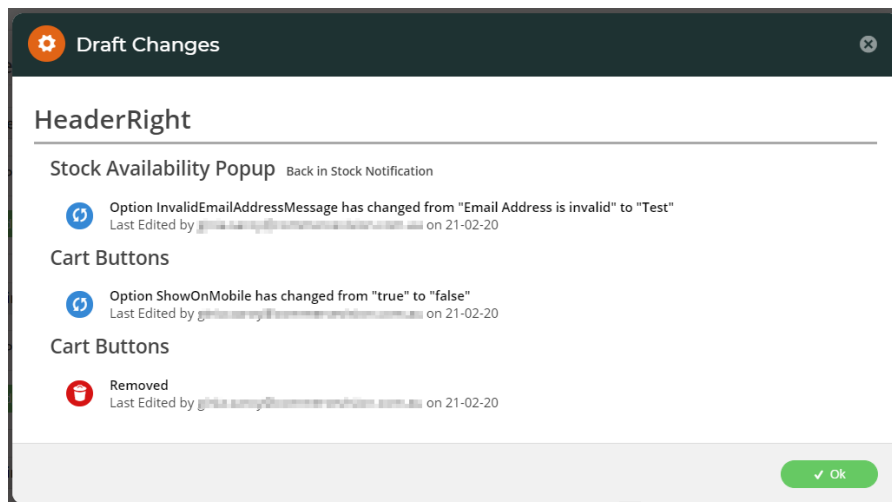 Draft Changes
HeaderRight
Stock Availability Popup Back in Stock Notification
Option InvalidEmailAddressMessage has changed from "Email Address is invalid" to "Test"
Last Edited by on 21-02-20
Cart Buttons
Option ShowOnMobile has changed from "true" to "false"
Last Edited by on 21-02-20
Cart Buttons
Removed
Last Edited by on 21-02-20
Ok